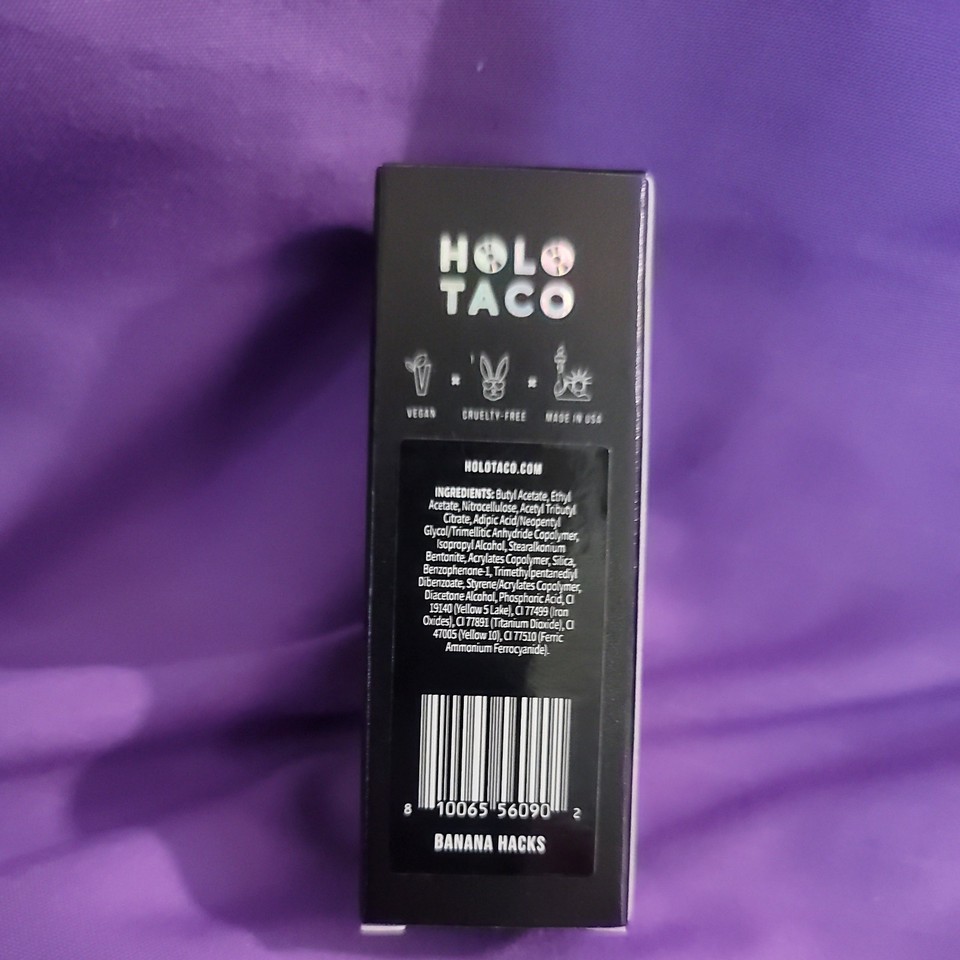 HOLO
TACO
VEGAN
CRUELTY-FREE
MADE IN USA
HOLOTACO.COM
INGREDIENTS: Butyl Acetate, Ethyl
Acetate, Nitrocellulose, Acetyl Tributyl
Citrate, Adipic Acid/Neopentyl
Glycol/Trimellitic Anhydride Copolymer,
Isopropyl Alcohol, Stearalkonium
Bentonite, Acrylates Copolymer, Silica,
Benzophenone-1, Trimethylpentanediyl
Dibenzoate, Styrene/Acrylates Copolymer,
Diacetone Alcohol, Phosphoric Acid, CI
19140 (Yellow 5 Lake), CI 77499 (Iron
Oxides), CI 77891 (Titanium Dioxide), CI
47005 (Yellow 10), CI 77510 (Ferric
Ammonium Ferrocyanide).
8 10065 56090 2
BANANA HACKS